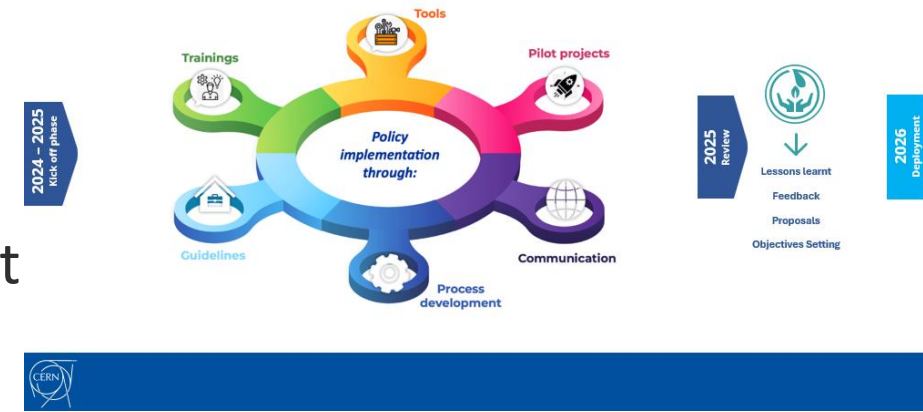 2024 – 2025
Kick off phase
Tools
Trainings
Pilot projects
Policy
implementation
through:
Guidelines
Communication
Process
development
2025
Review
Lessons learnt
Feedback
Proposals
Objectives Setting
2026
Deployment
t
CERN